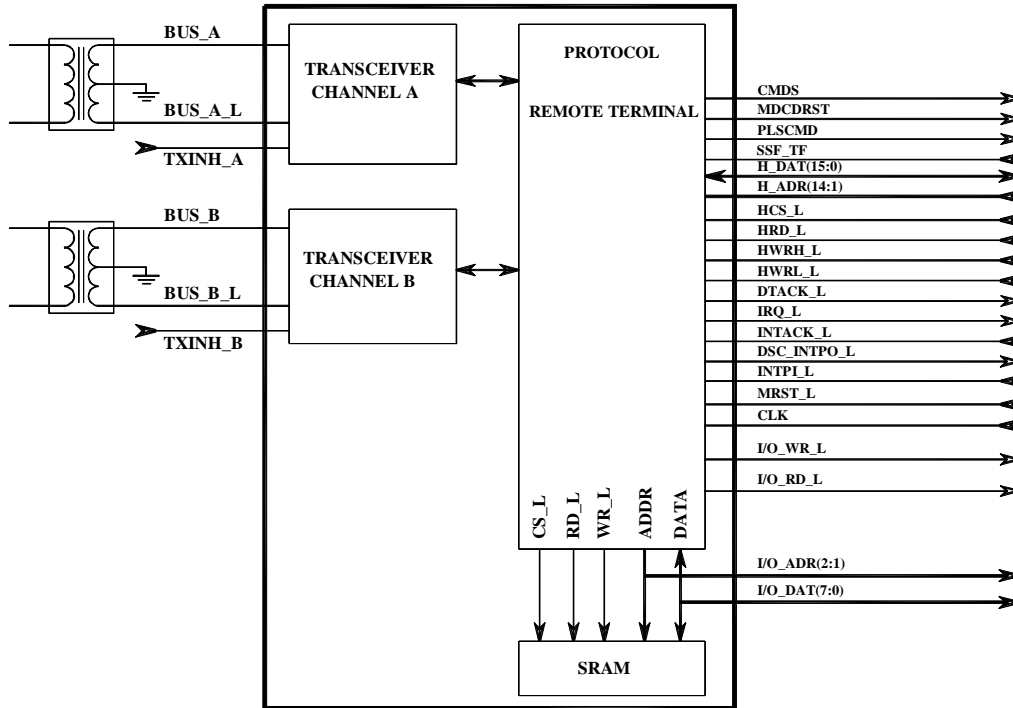 BUS_A
TRANSCEIVER
CHANNEL A
BUS_A_L
TXINH_A
BUS_B
TRANSCEIVER
CHANNEL B
BUS_B_L
TXINH_B
PROTOCOL
REMOTE TERMINAL
CMDS
MDCDRST
PLSCMD
SSF_TF
H_DAT(15:0)
H_ADR(14:1)
HCS_L
HRD_L
HWRH_L
HWRL_L
DTACK_L
IRQ_L
INTACK_L
DSC_INTPO_L
INTPI_L
MRST_L
CLK
I/O_WR_L
I/O_RD_L
CS_L
RD_L
WR_L
ADDR
DATA
I/O_ADR(2:1)
I/O_DAT(7:0)
SRAM